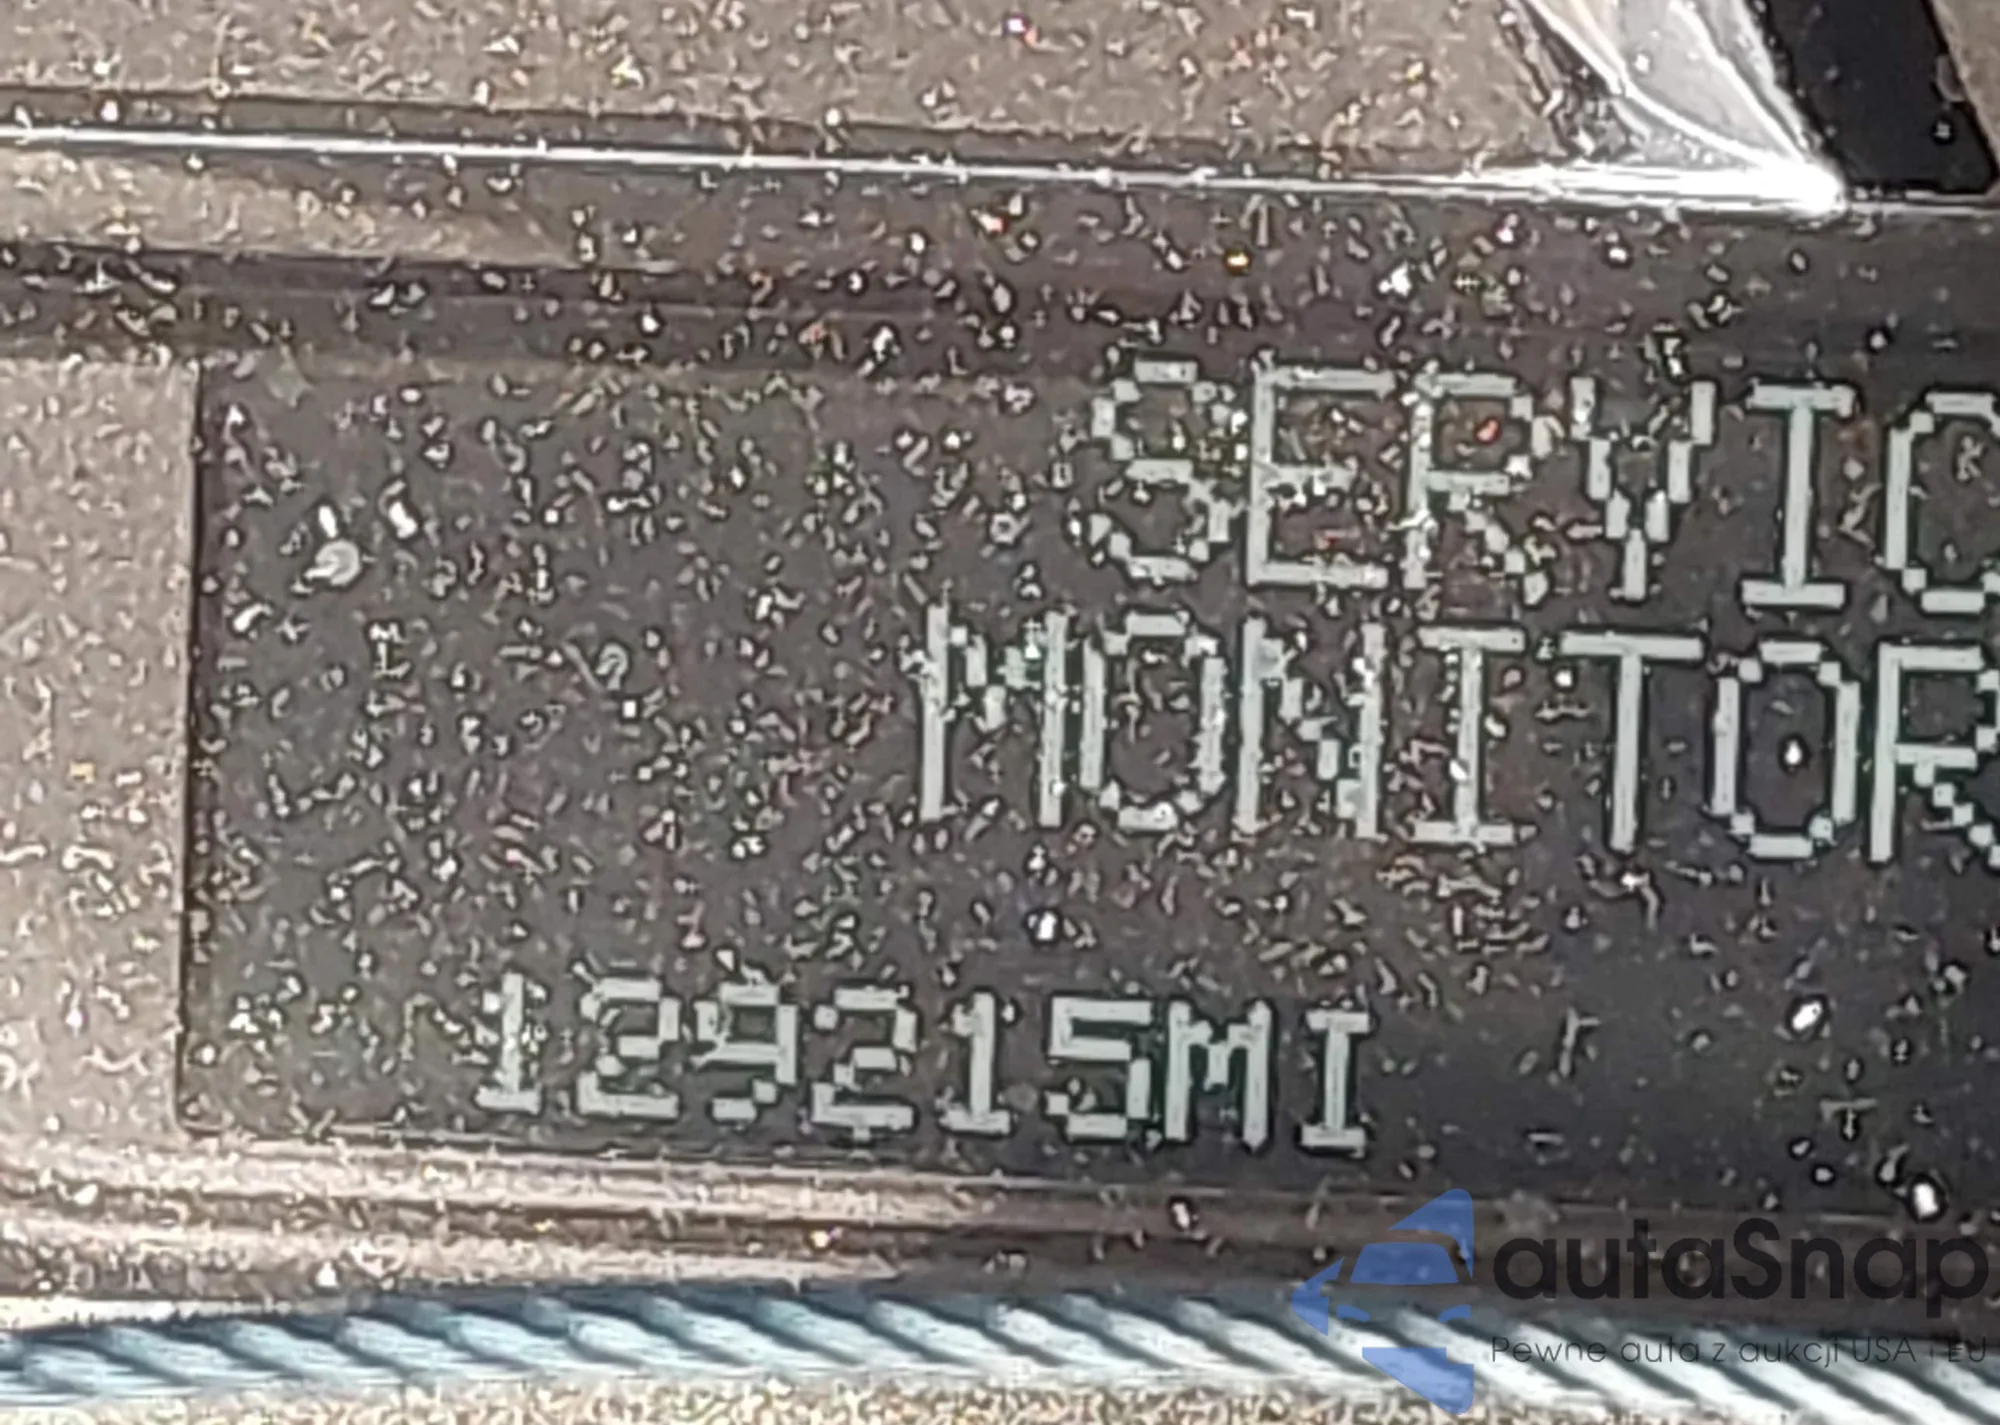 SERVIC
MONITOR
129215MI
autaSnap
Pewne auta z aukcji USA i EU